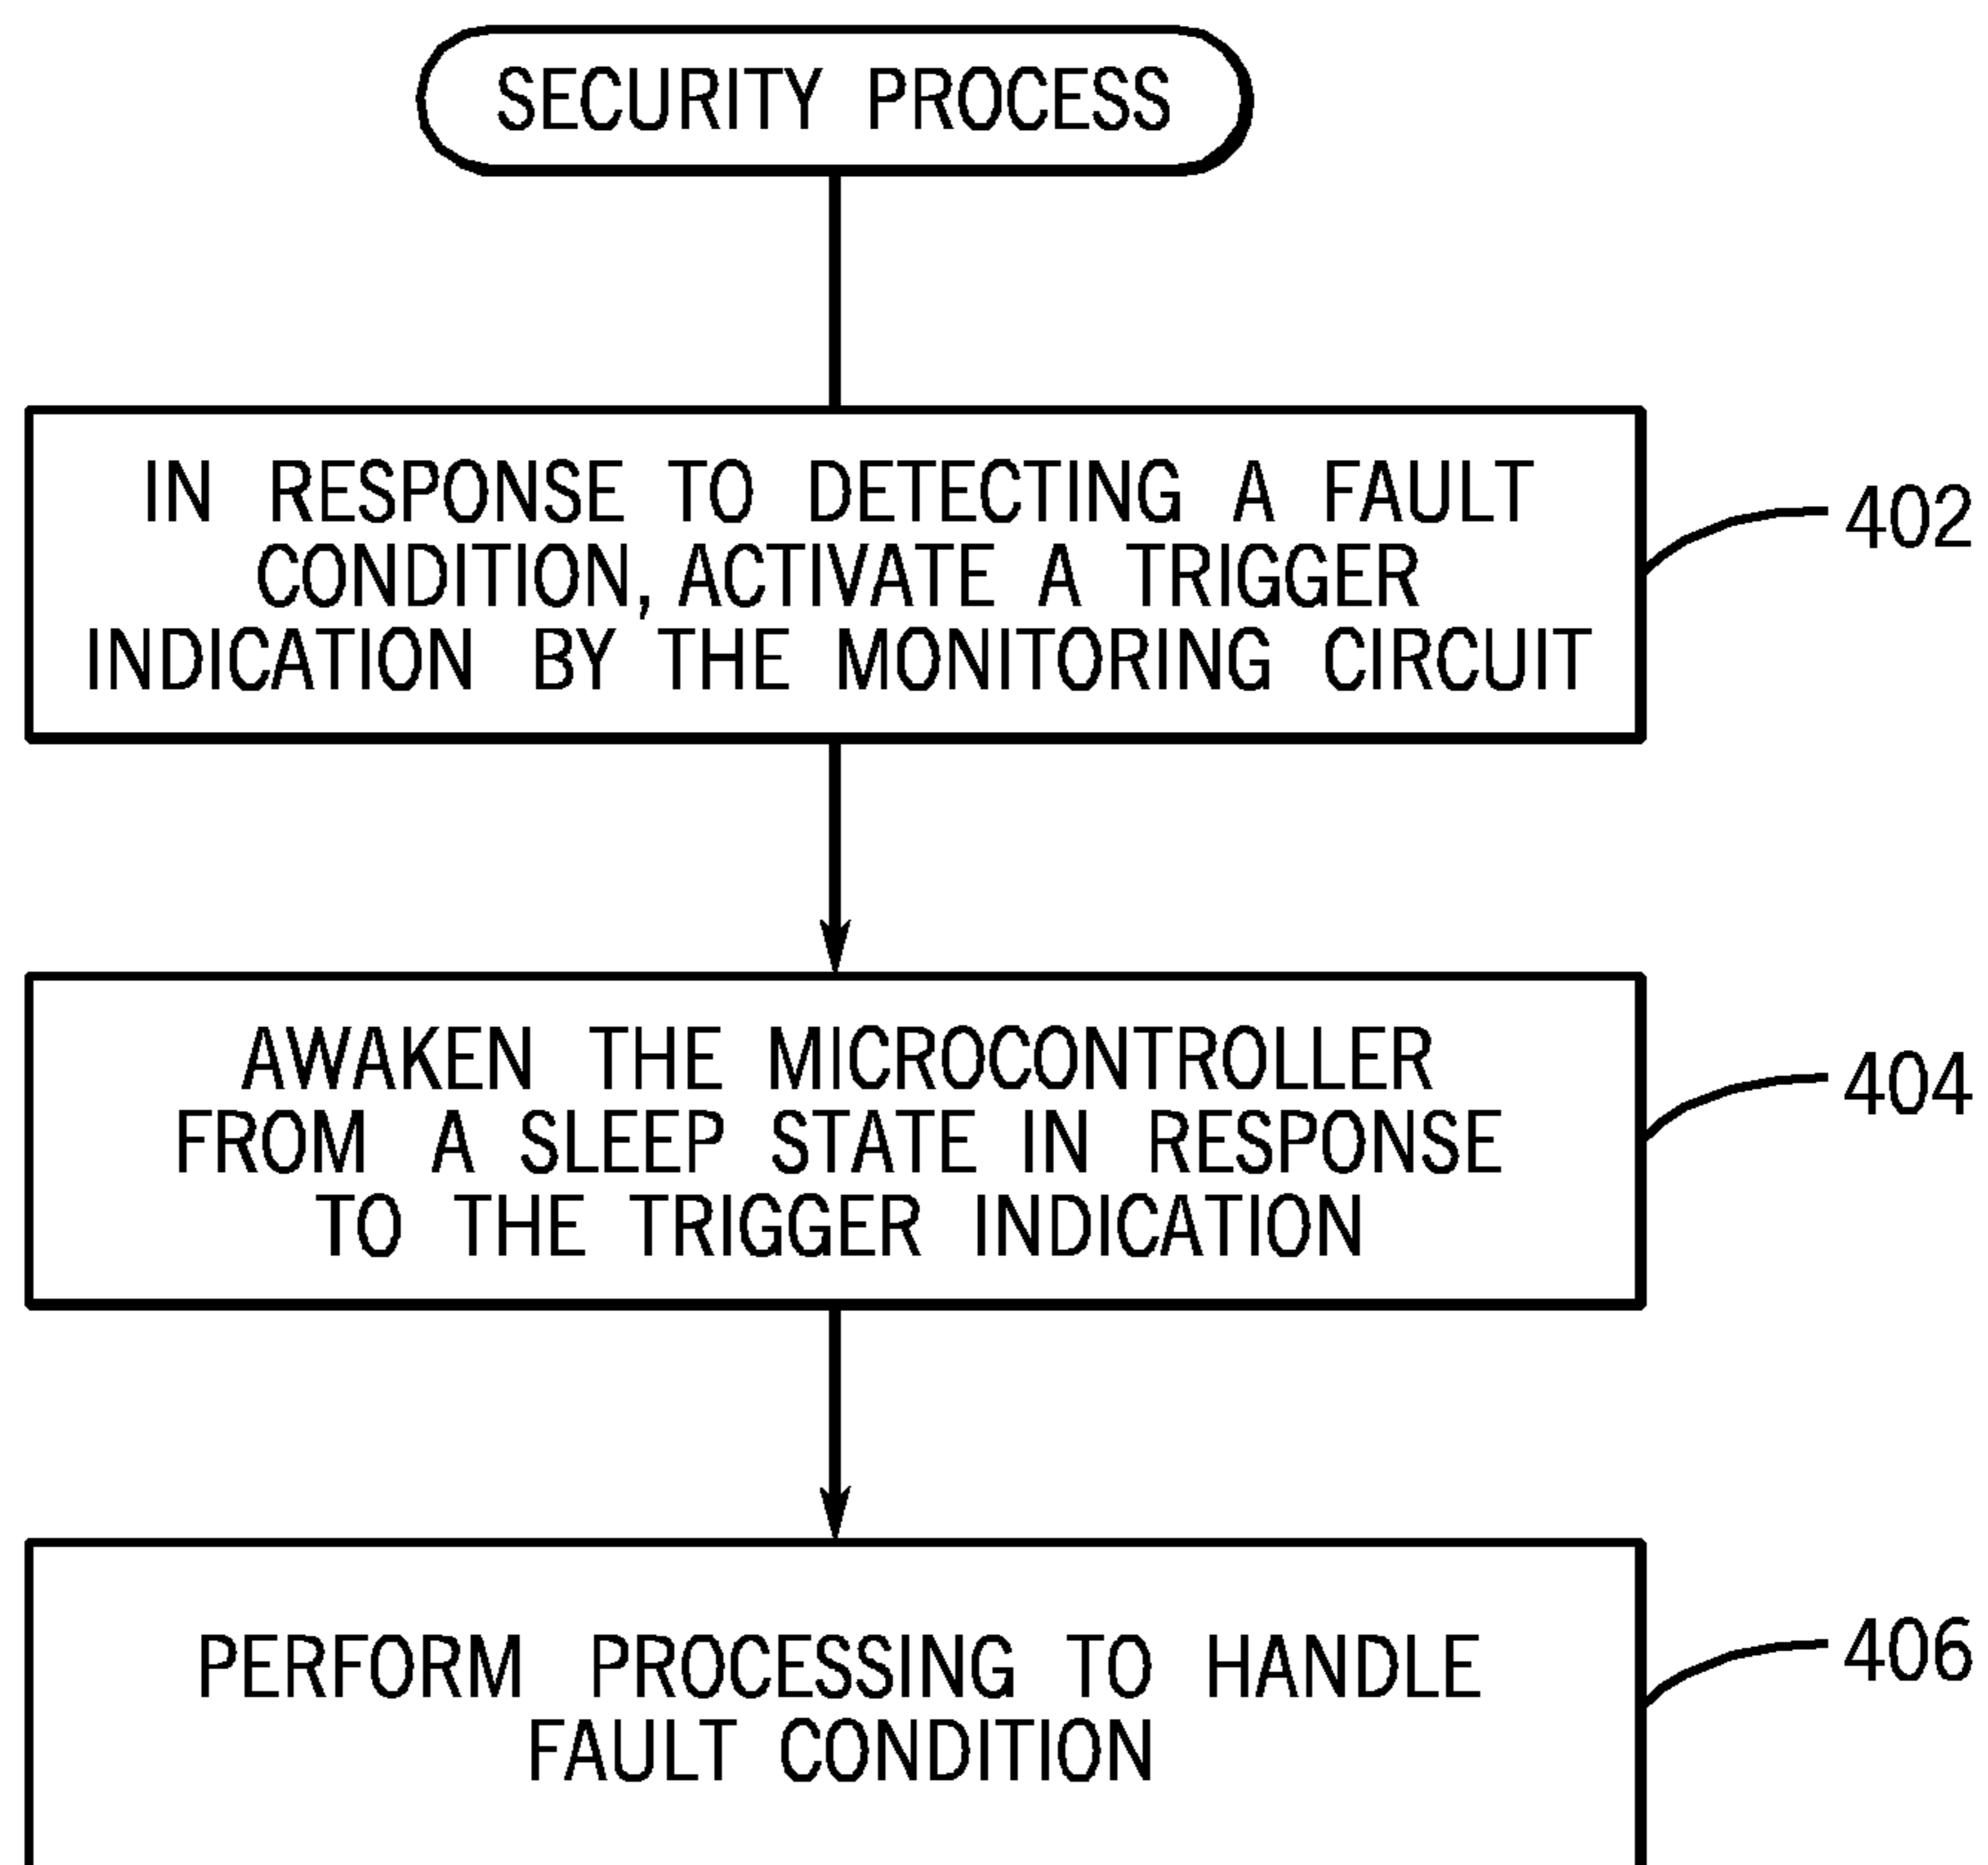 SECURITY PROCESS
IN RESPONSE TO DETECTING A FAULT
CONDITION, ACTIVATE A TRIGGER
INDICATION BY THE MONITORING CIRCUIT
402
AWAKEN THE MICROCONTROLLER
FROM A SLEEP STATE IN RESPONSE
TO THE TRIGGER INDICATION
404
PERFORM PROCESSING TO HANDLE
FAULT CONDITION
406